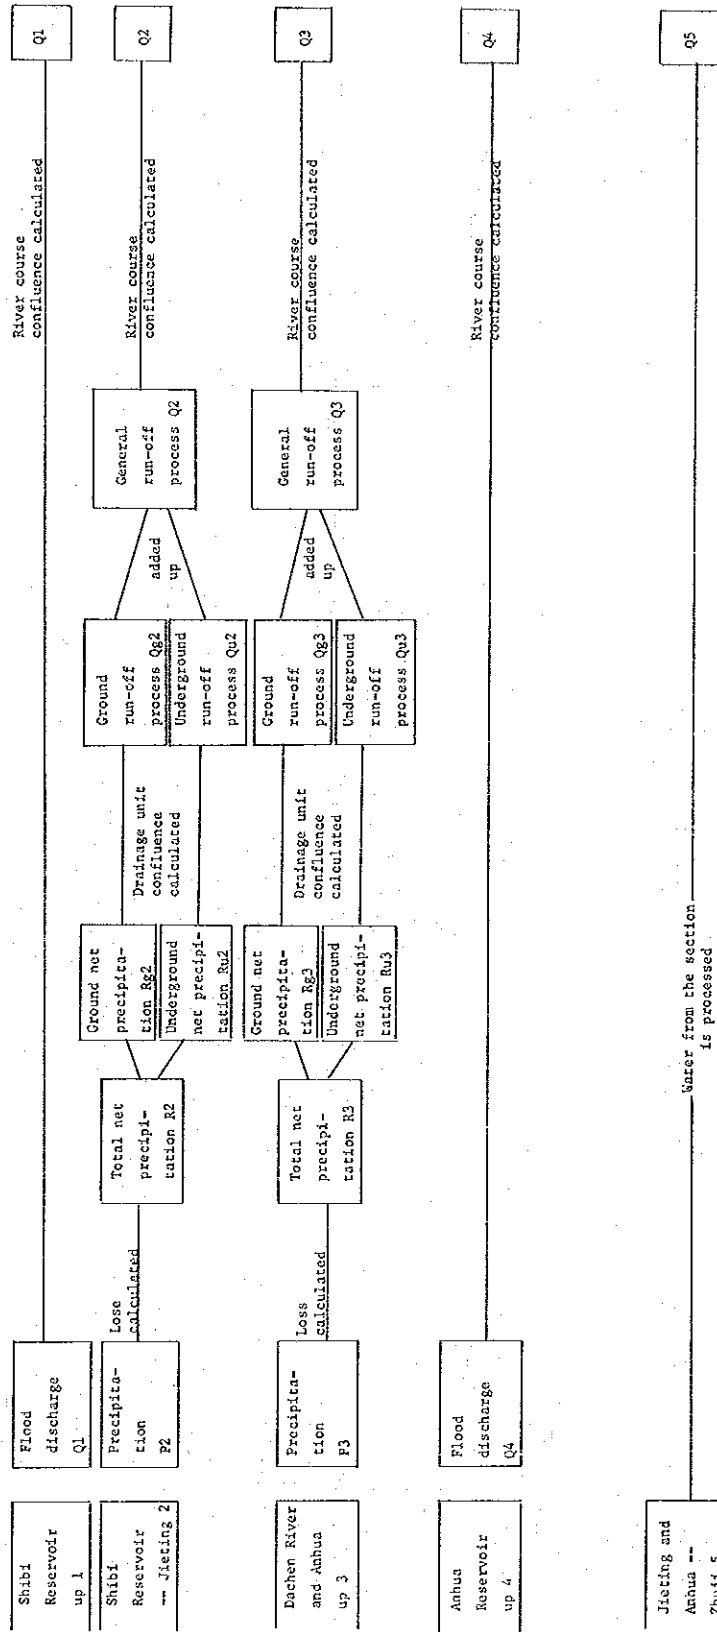 Shibi
Reservoir
up 1
Flood
discharge
Q1
River course
confluence calculated
Q1
Shibi
Reservoir
-- Jieting 2
Precipita-
tion
P2
Lose
calculated
Total net
precipi-
tation R2
Ground net
precipita-
tion Rg2
Underground
net precipi-
tation Ru2
Drainage unit
confluence
calculated
Ground
run-off
process Qg2
Underground
run-off
process Qu2
added
up
General
run-off
process Q2
River course
confluence calculated
Q2
Dachen River
and Anhua
up 3
Precipita-
tion
P3
Loss
calculated
Total net
precipi-
tation R3
Ground net
precipita-
tion Rg3
Underground
net precipi-
tation Ru3
Drainage unit
confluence
calculated
Ground
run-off
process Qg3
Underground
run-off
process Qu3
added
up
General
run-off
process Q3
River course
confluence calculated
Q3
Anhua
Reservoir
up 4
Flood
discharge
Q4
River course
confluence calculated
Q4
Jieting and
Anhua --
Zhuji 5
Water from the section
is processed
Q5